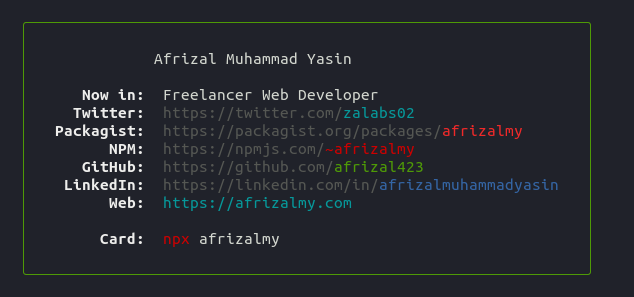 Afrizal Muhammad Yasin
Now in: Freelancer Web Developer
Twitter: https://twitter.com/zalabs02
Packagist: https://packagist.org/packages/afrizalmy
NPM: https://npmjs.com/~afrizalmy
GitHub: https://github.com/afrizal423
LinkedIn: https://linkedin.com/in/afrizalmuhammadyasin
Web: https://afrizalmy.com
Card: npx afrizalmy